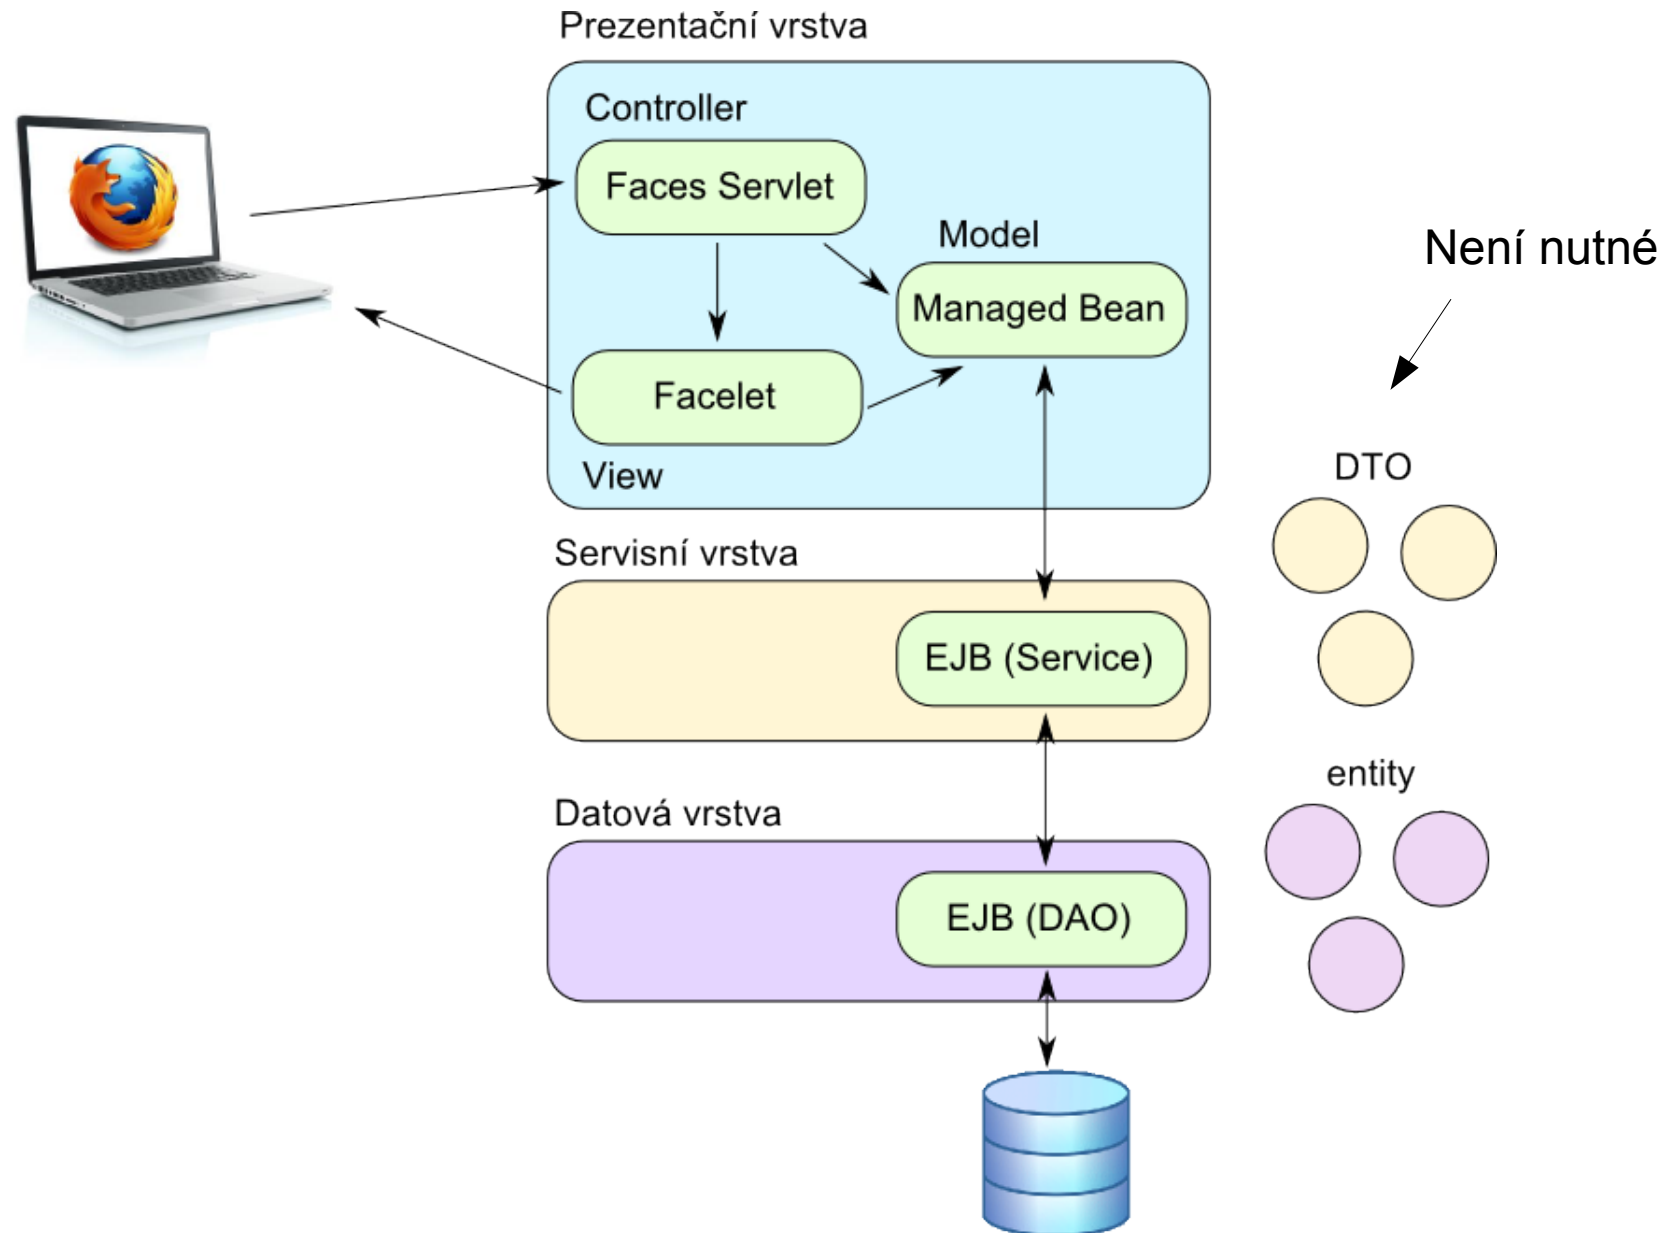 Prezentační vrstva
Controller
Faces Servlet
Model
Managed Bean
Není nutné
Facelet
View
DTO
Servisní vrstva
EJB (Service)
entity
Datová vrstva
EJB (DAO)